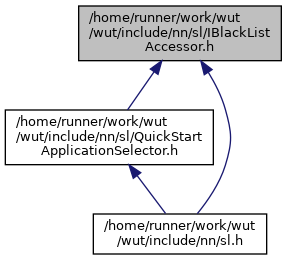 /home/runner/work/wut
/wut/include/nn/sl/IBlackList
Accessor.h
/home/runner/work/wut
/wut/include/nn/sl/QuickStart
ApplicationSelector.h
/home/runner/work/wut
/wut/include/nn/sl.h